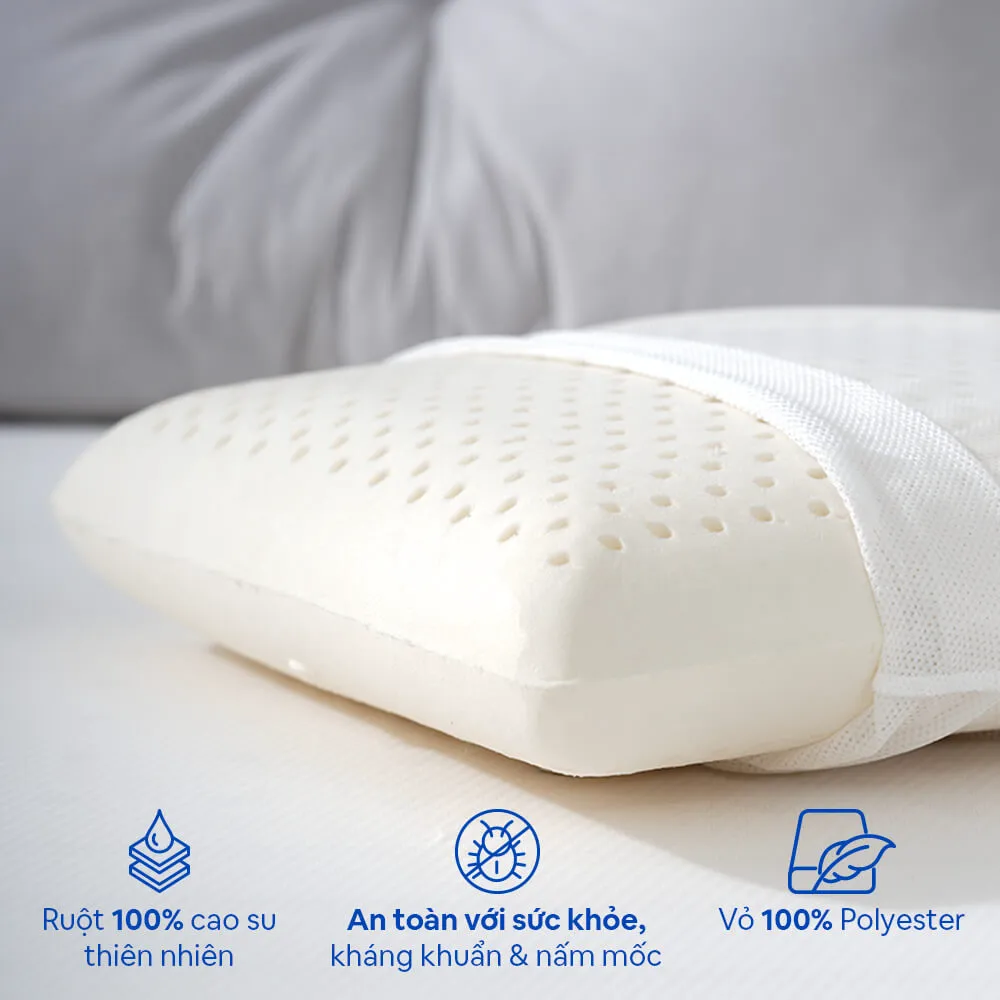 Ruột 100% cao su
thiên nhiên
An toàn với sức khỏe,
kháng khuẩn & nấm mốc
Vỏ 100% Polyester